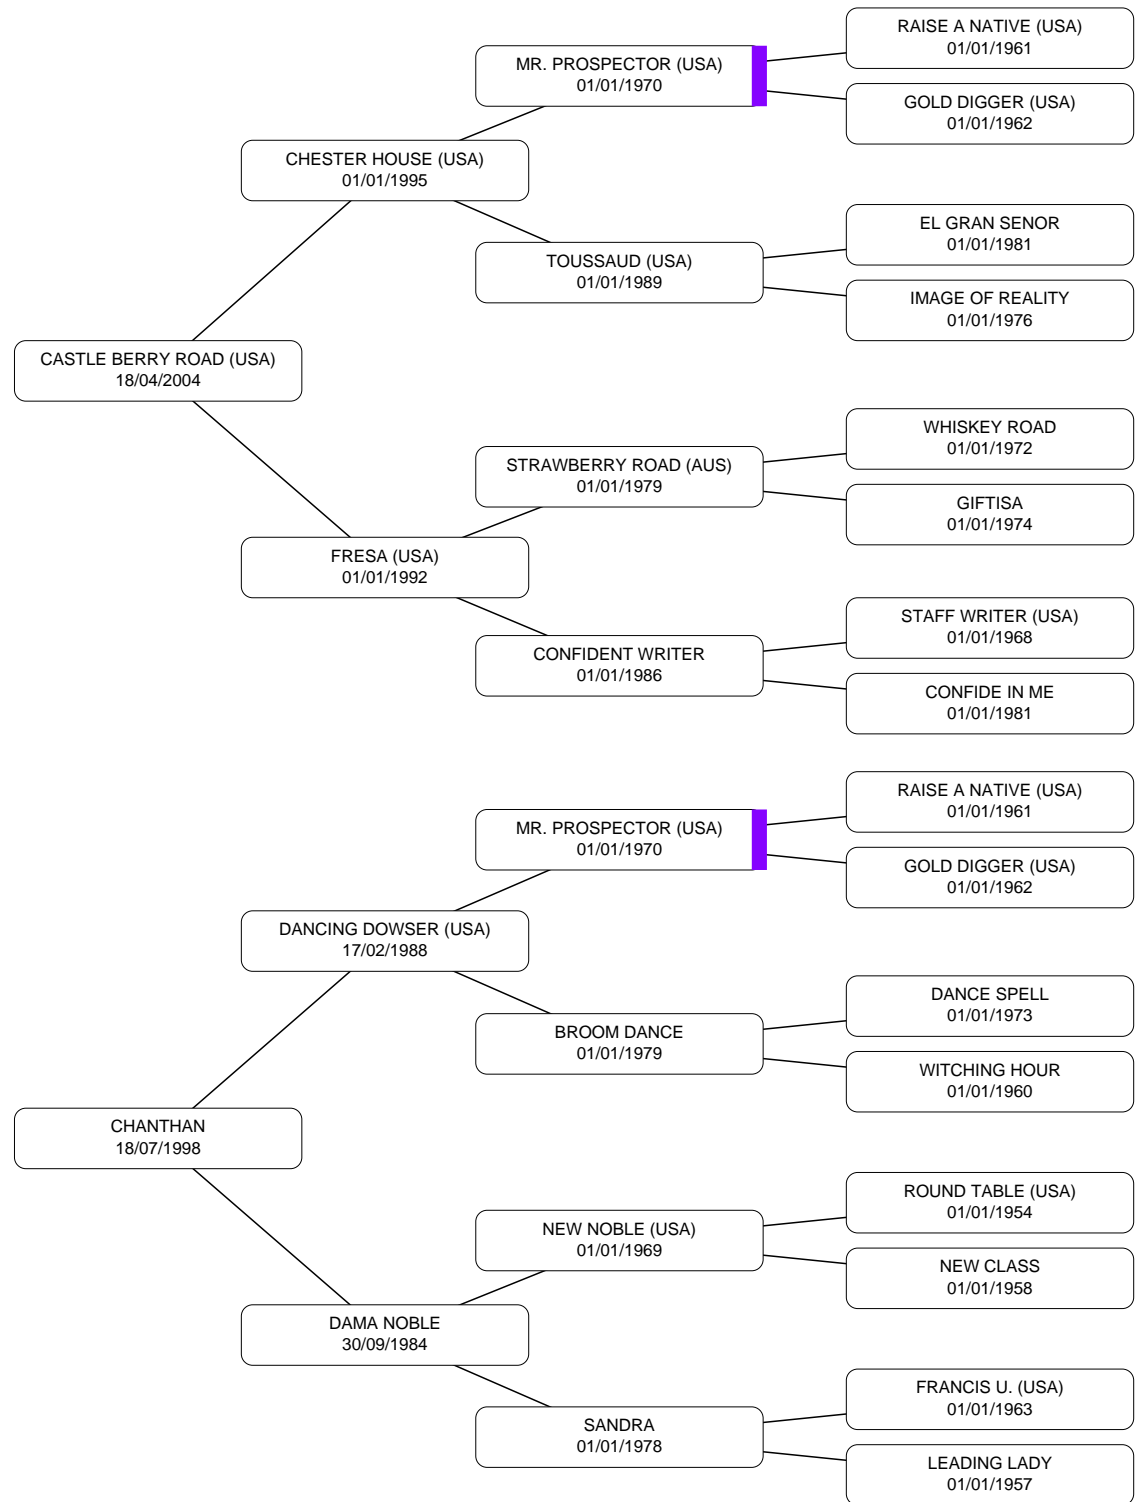 RAISE A NATIVE (USA)
01/01/1961
MR. PROSPECTOR (USA)
01/01/1970
GOLD DIGGER (USA)
01/01/1962
CHESTER HOUSE (USA)
01/01/1995
EL GRAN SENOR
01/01/1981
TOUSSAUD (USA)
01/01/1989
IMAGE OF REALITY
01/01/1976
CASTLE BERRY ROAD (USA)
18/04/2004
WHISKEY ROAD
01/01/1972
STRAWBERRY ROAD (AUS)
01/01/1979
GIFTISA
01/01/1974
FRESA (USA)
01/01/1992
STAFF WRITER (USA)
01/01/1968
CONFIDENT WRITER
01/01/1986
CONFIDE IN ME
01/01/1981
RAISE A NATIVE (USA)
01/01/1961
MR. PROSPECTOR (USA)
01/01/1970
GOLD DIGGER (USA)
01/01/1962
DANCING DOWSER (USA)
17/02/1988
DANCE SPELL
01/01/1973
BROOM DANCE
01/01/1979
WITCHING HOUR
01/01/1960
CHANTHAN
18/07/1998
ROUND TABLE (USA)
01/01/1954
NEW NOBLE (USA)
01/01/1969
NEW CLASS
01/01/1958
DAMA NOBLE
30/09/1984
FRANCIS U. (USA)
01/01/1963
SANDRA
01/01/1978
LEADING LADY
01/01/1957